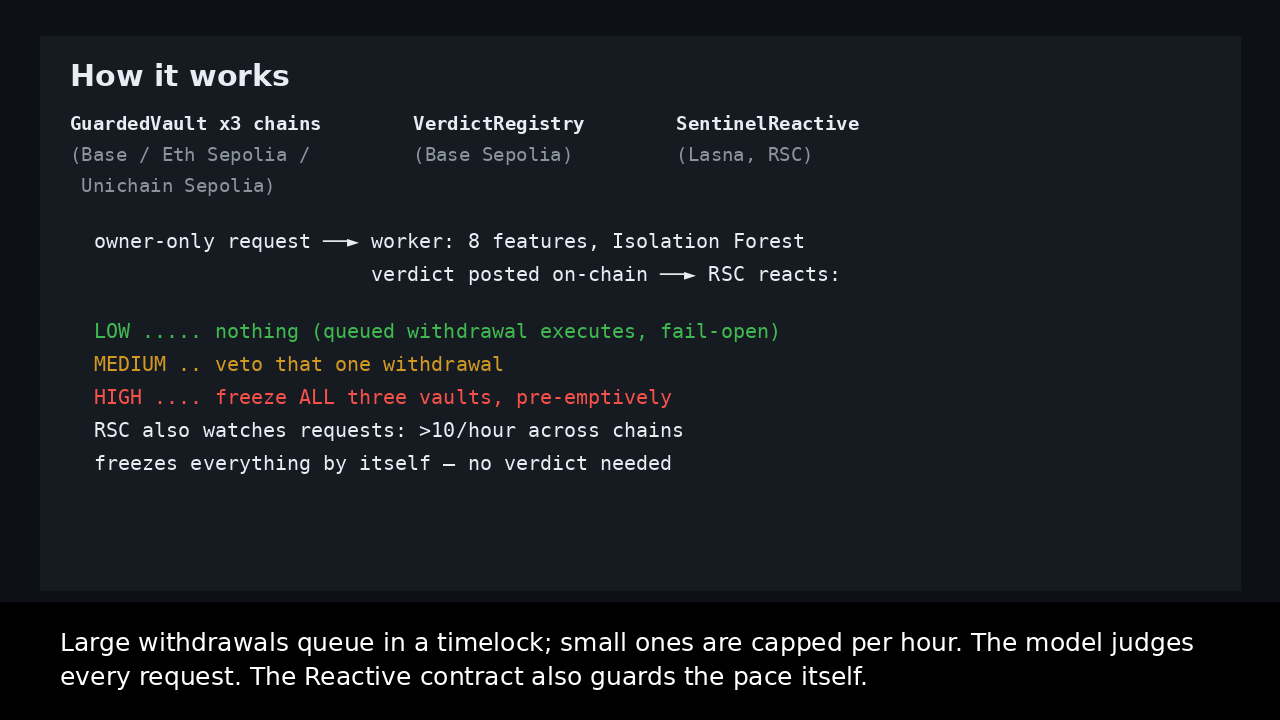 How it works
GuardedVault x3 chains VerdictRegistry SentinelReactive
(Base / Eth Sepolia / (Base Sepolia) (Lasna, RSC)
Unichain Sepolia)
owner-only request ──► worker: 8 features, Isolation Forest
verdict posted on-chain ──► RSC reacts:
LOW ..... nothing (queued withdrawal executes, fail-open)
MEDIUM .. veto that one withdrawal
HIGH .... freeze ALL three vaults, pre-emptively
RSC also watches requests: >10/hour across chains
freezes everything by itself — no verdict needed
Large withdrawals queue in a timelock; small ones are capped per hour. The model judges
every request. The Reactive contract also guards the pace itself.